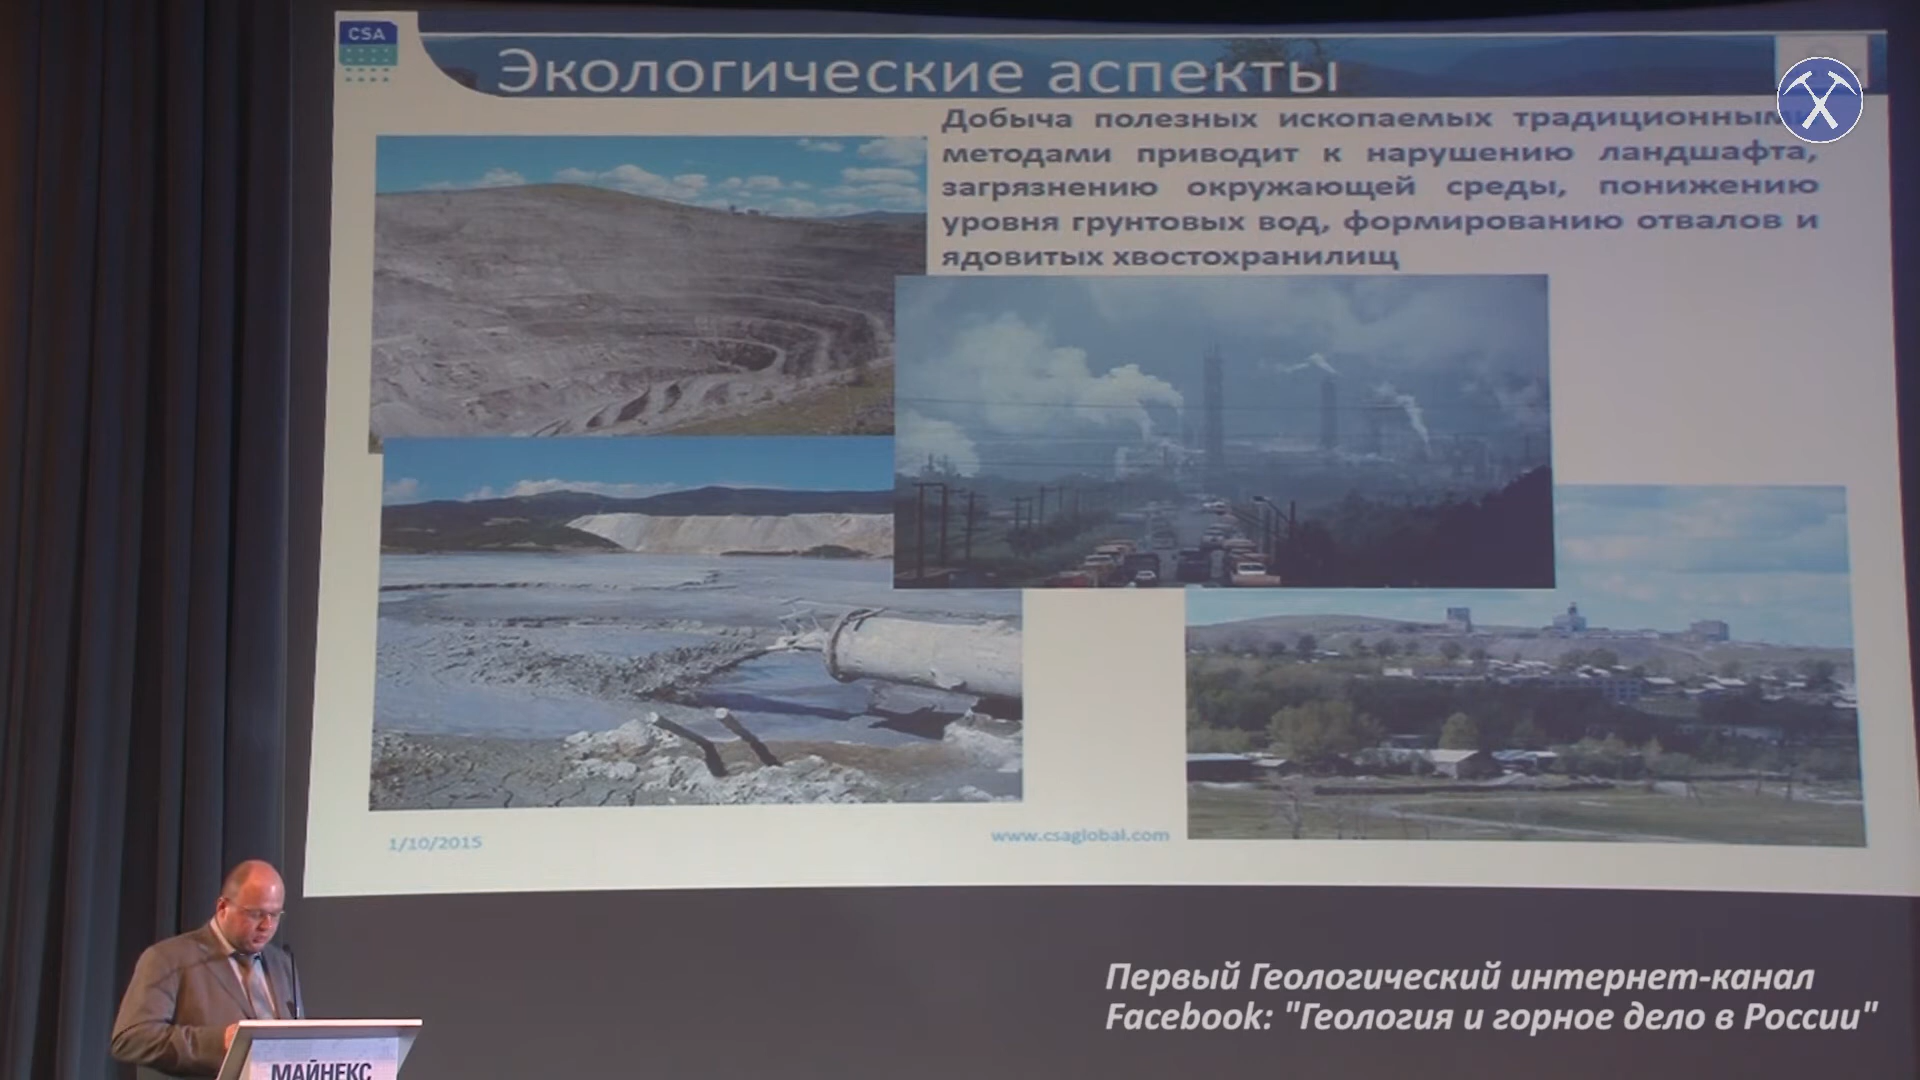 CSA
Экологические аспекты
Добыча полезных ископаемых традиционными
методами приводит к нарушению ландшафта,
загрязнению окружающей среды, понижению
уровня грунтовых вод, формированию отвалов и
ядовитых хвостохранилищ
1/10/2015
www.csaglobal.com
МАЙНЕКС
Первый Геологический интернет-канал
Facebook: "Геология и горное дело в России"